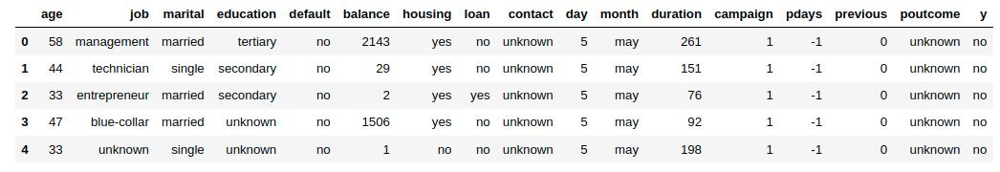 age job marital education default balance housing loan contact day month duration campaign pdays previous poutcome y
0 58 management married tertiary no 2143 yes no unknown 5 may 261 1 -1 0 unknown no
1 44 technician single secondary no 29 yes no unknown 5 may 151 1 -1 0 unknown no
2 33 entrepreneur married secondary no 2 yes yes unknown 5 may 76 1 -1 0 unknown no
3 47 blue-collar married unknown no 1506 yes no unknown 5 may 92 1 -1 0 unknown no
4 33 unknown single unknown no 1 no no unknown 5 may 198 1 -1 0 unknown no